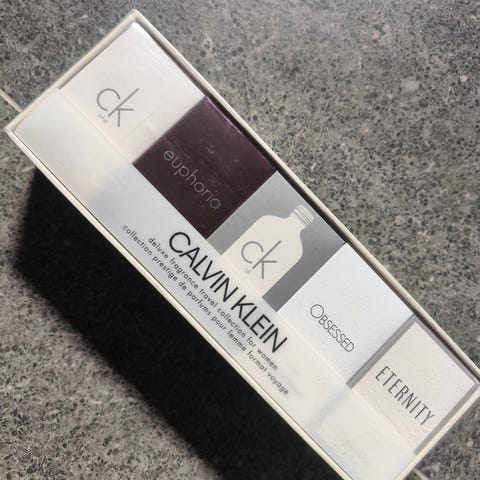 ck
one
euphoria
ck
all
OBSESSED
ETERNITY
CALVIN KLEIN
deluxe fragrance travel collection for women
collection prestige de parfums pour femme format voyage